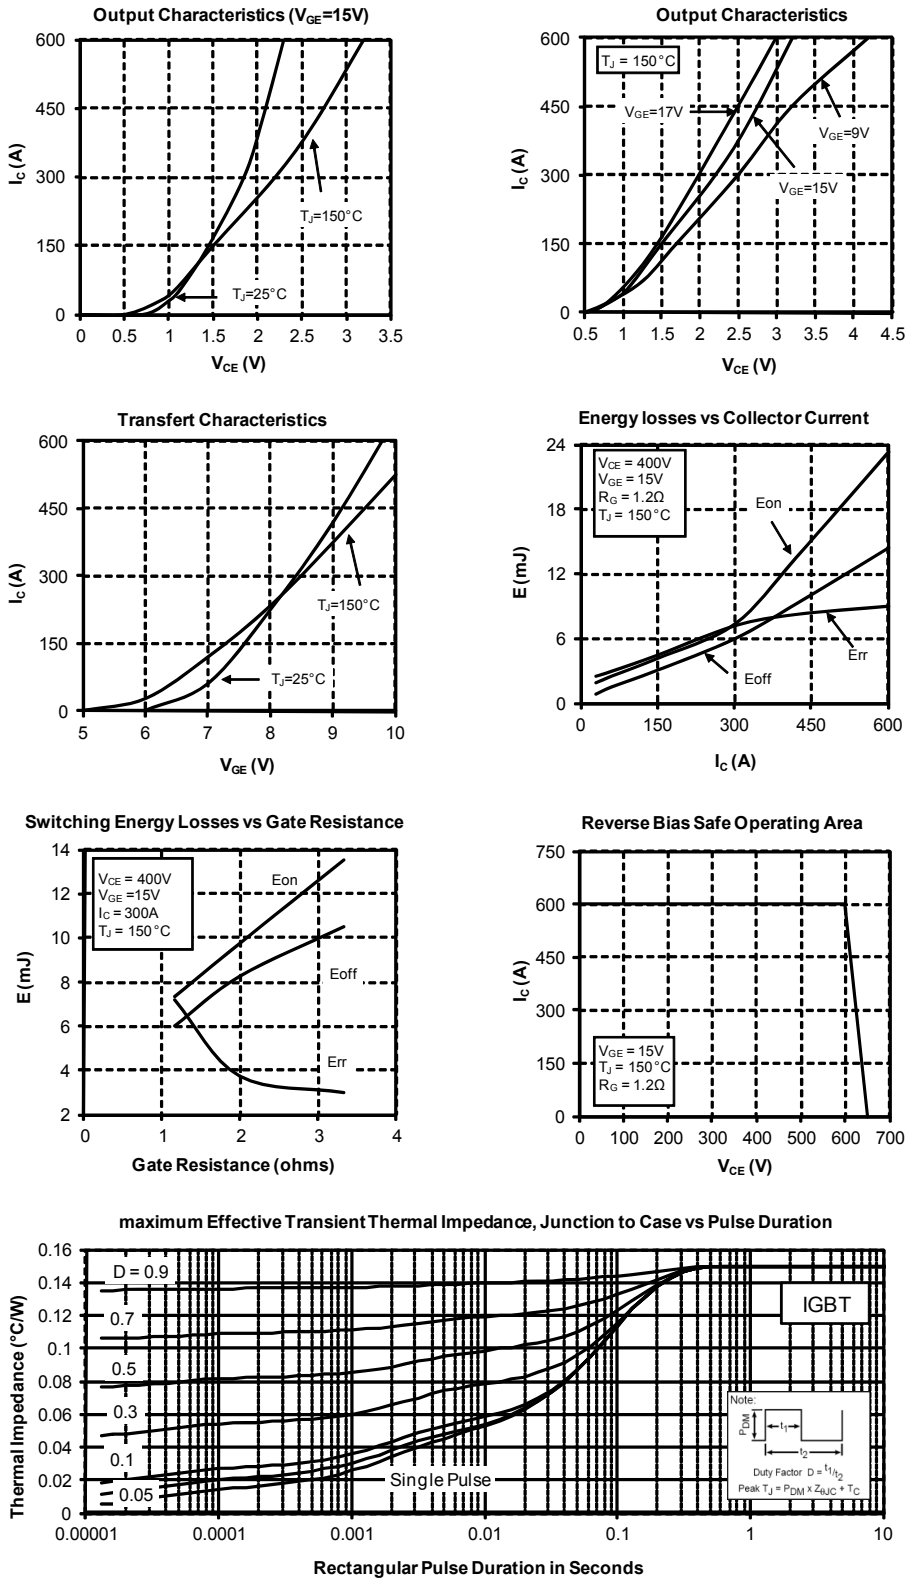 Output Characteristics (VGE=15V)
600
450
300
150
0
IC (A)
TJ=150°C
TJ=25°C
0 0.5 1 1.5 2 2.5 3 3.5
VCE (V)
Output Characteristics
600
450
300
150
0
IC (A)
TJ = 150°C
VGE=17V
VGE=9V
VGE=15V
0.5 1 1.5 2 2.5 3 3.5 4 4.5
VCE (V)
Transfert Characteristics
600
450
300
150
0
IC (A)
TJ=150°C
TJ=25°C
5 6 7 8 9 10
VGE (V)
Energy losses vs Collector Current
24
18
12
6
0
E (mJ)
VCE = 400V
VGE = 15V
RG = 1.2Ω
TJ = 150°C
Eon
Err
Eoff
0 150 300 450 600
IC (A)
Switching Energy Losses vs Gate Resistance
14
12
10
8
6
4
2
E (mJ)
VCE = 400V
VGE =15V
IC = 300A
TJ = 150°C
Eon
Eoff
Err
0 1 2 3 4
Gate Resistance (ohms)
Reverse Bias Safe Operating Area
750
600
450
300
150
0
IC (A)
VGE = 15V
TJ = 150°C
RG = 1.2Ω
0 100 200 300 400 500 600 700
VCE (V)
maximum Effective Transient Thermal Impedance, Junction to Case vs Pulse Duration
0.16
0.14
0.12
0.1
0.08
0.06
0.04
0.02
0
Thermal Impedance (°C/W)
D = 0.9
0.7
0.5
0.3
0.1
0.05
Single Pulse
IGBT
Note:
PDM
t1
t2
Duty Factor D = t1/t2
Peak TJ = PDM x ZθJC + TC
0.00001 0.0001 0.001 0.01 0.1 1 10
Rectangular Pulse Duration in Seconds